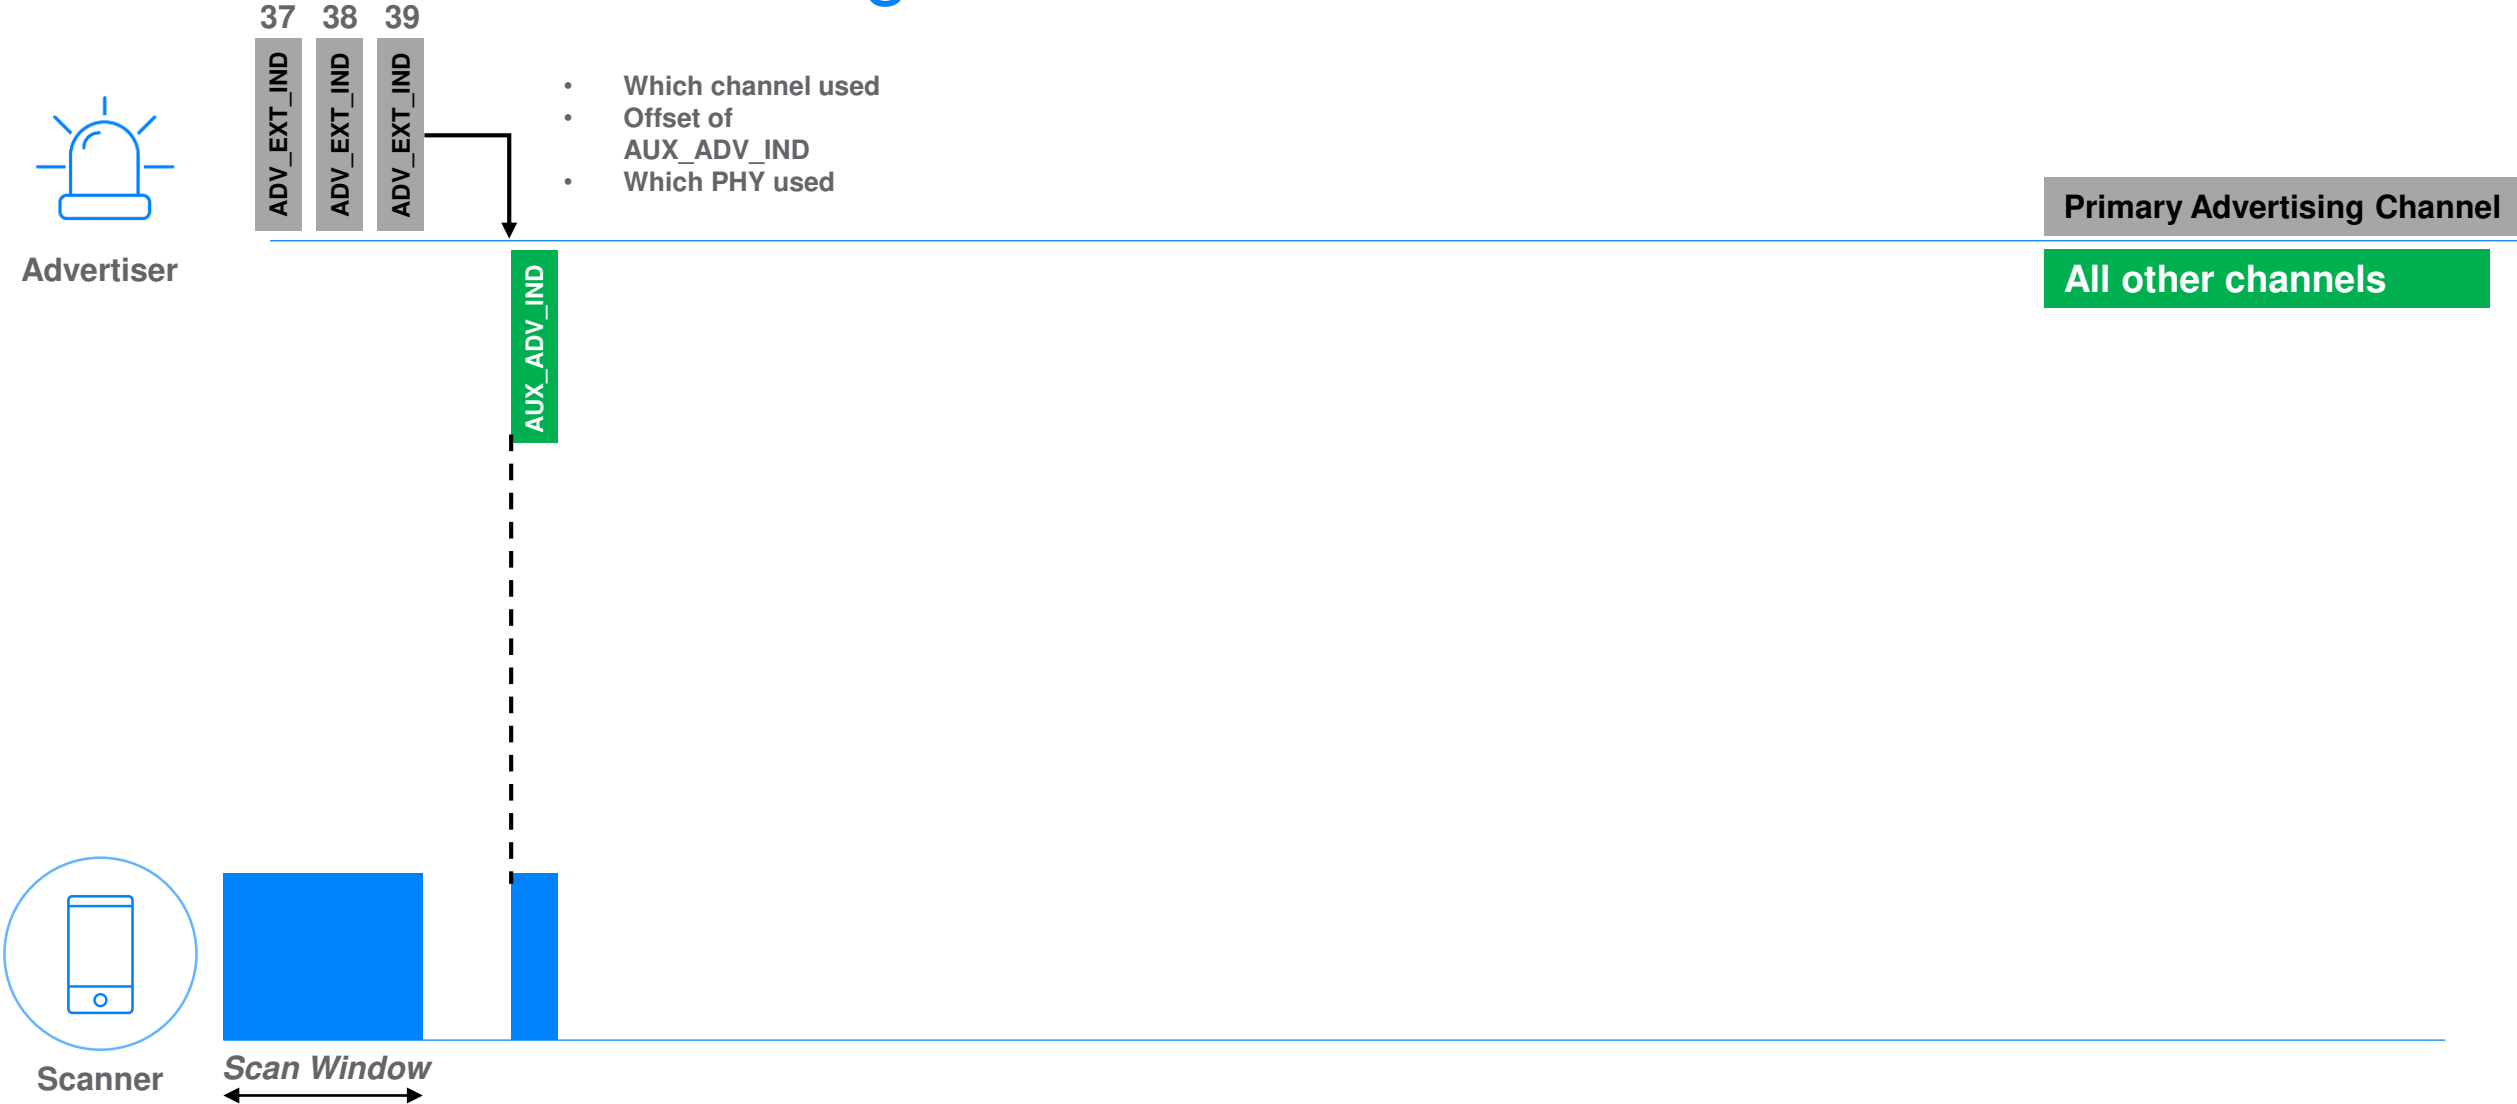 37 38 39
ADV_EXT_IND
ADV_EXT_IND
ADV_EXT_IND
• Which channel used
• Offset of
AUX_ADV_IND
• Which PHY used
Primary Advertising Channel
Advertiser
All other channels
AUX_ADV_IND
Scan Window
Scanner